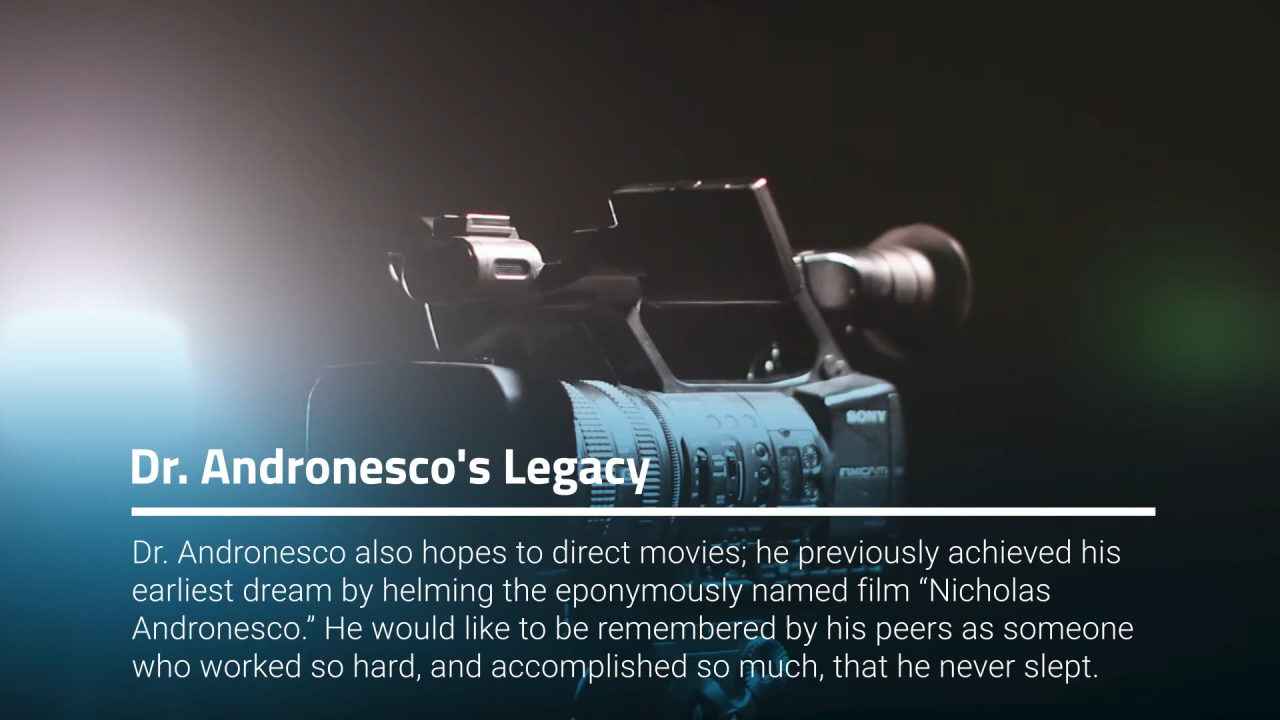 SONY
Dr. Andronesco's Legacy
Dr. Andronesco also hopes to direct movies; he previously achieved his
earliest dream by helming the eponymously named film “Nicholas
Andronesco.” He would like to be remembered by his peers as someone
who worked so hard, and accomplished so much, that he never slept.